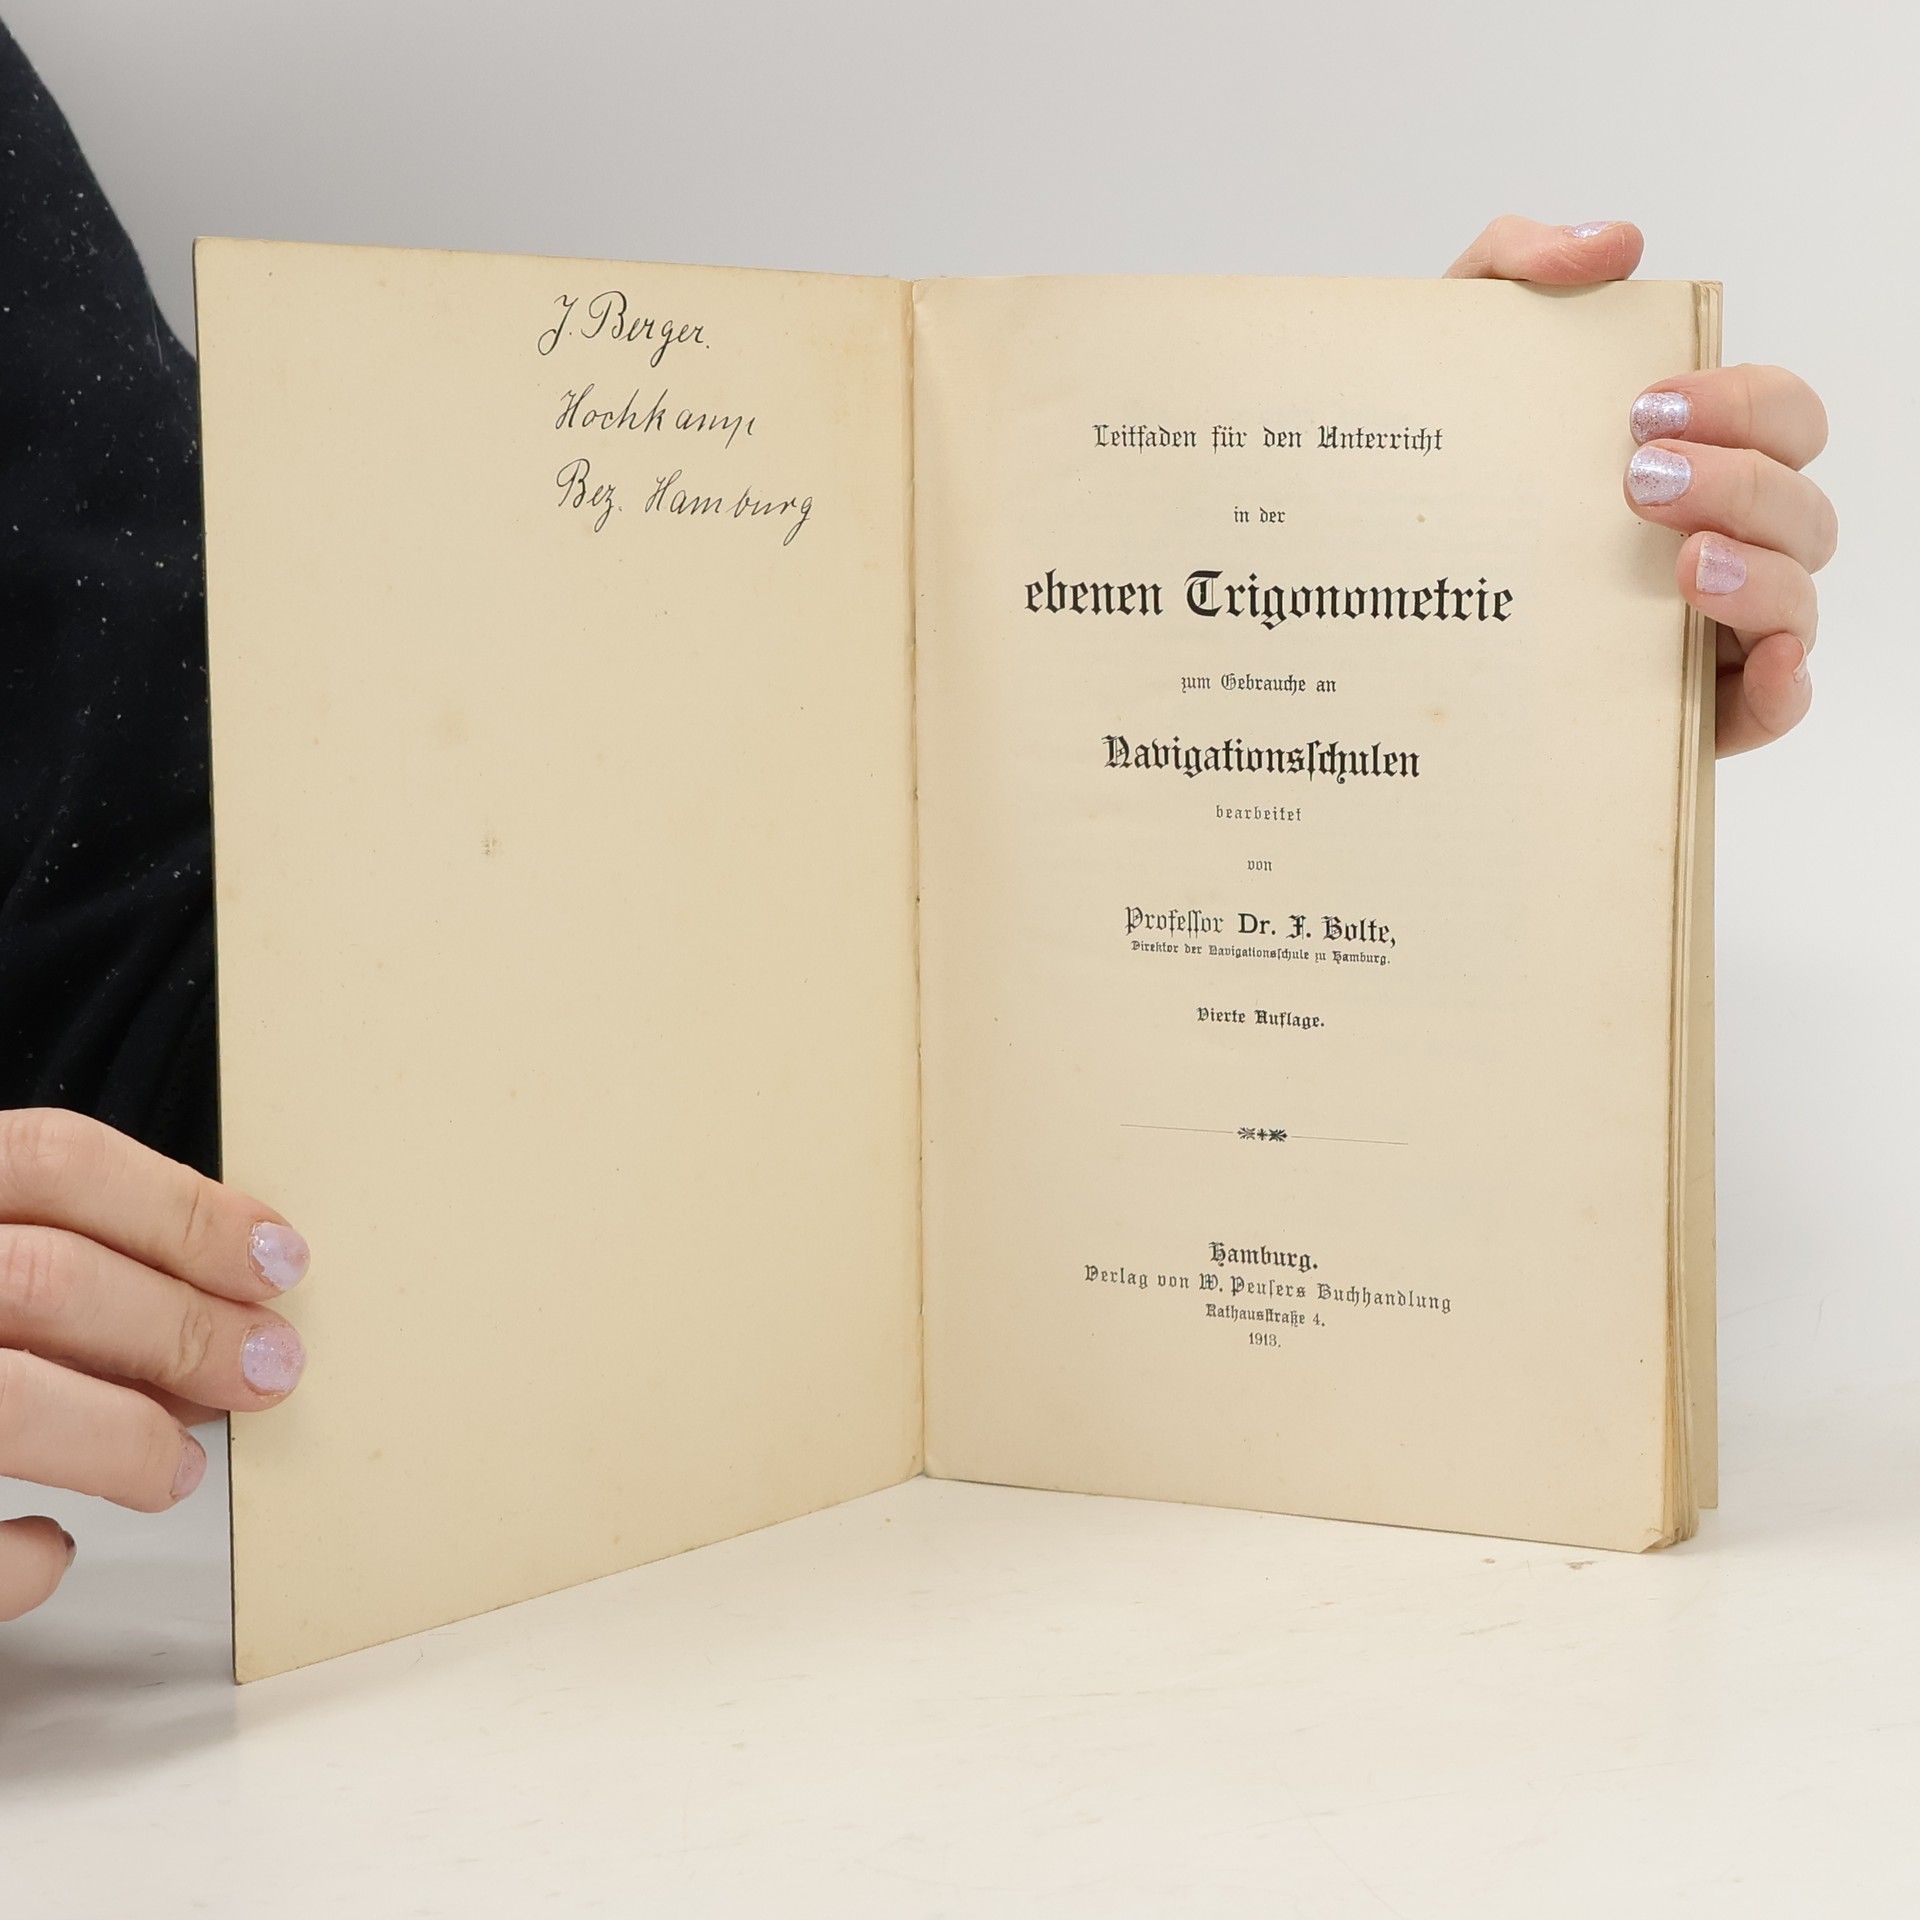 J. Berger.
Hochkamp
Bez. Hamburg
Leitfaden für den Unterricht
in der
ebenen Trigonometrie
zum Gebrauche an
Navigationsſchulen
bearbeitet
von
Profeſſor Dr. F. Bolte,
Direktor der Navigationsſchule zu Hamburg.
Vierte Auflage.
Hamburg.
Verlag von W. Peuſers Buchhandlung
Rathausſtraße 4.
1913.